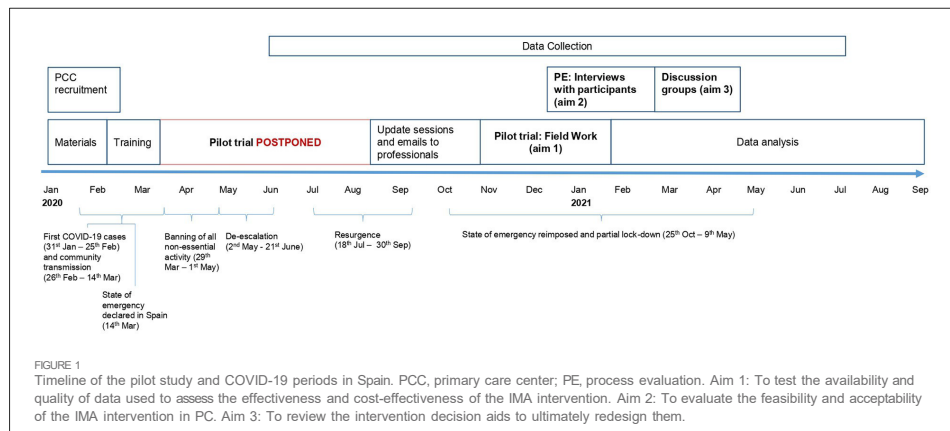 Data Collection
PCC
recruitment
PE: Interviews
with participants
(aim 2)
Discussion
groups (aim 3)
Materials
Training
Pilot trial POSTPONED
Update sessions
and emails to
professionals
Pilot trial: Field Work
(aim 1)
Data analysis
Jan Feb Mar Apr May Jun Jul Aug Sep Oct Nov Dec Jan Feb Mar Apr May Jun Jul Aug Sep
2020 2021
First COVID-19 cases
(31st Jan – 25th Feb)
and community
transmission
(26th Feb – 14th Mar)
State of
emergency
declared in Spain
(14th Mar)
Banning of all
non-essential
activity (29th
Mar – 1st May)
De-escalation
(2nd May - 21st June)
Resurgence
(18th Jul – 30th Sep)
State of emergency reimposed and partial lock-down (25th Oct – 9th May)
FIGURE 1
Timeline of the pilot study and COVID-19 periods in Spain. PCC, primary care center; PE, process evaluation. Aim 1: To test the availability and
quality of data used to assess the effectiveness and cost-effectiveness of the IMA intervention. Aim 2: To evaluate the feasibility and acceptability
of the IMA intervention in PC. Aim 3: To review the intervention decision aids to ultimately redesign them.